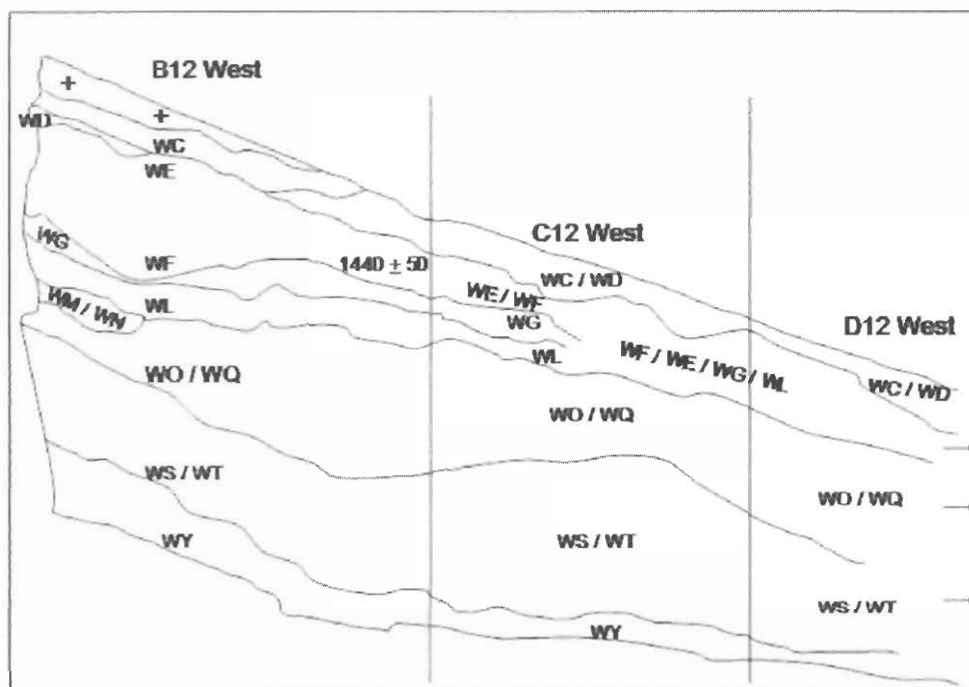 B12 West
+
+
WD
WC
WE
WG
WF
1440 ± 50
WM / WN
WL
WO / WQ
WS / WT
WY
C12 West
WC / WD
WE / WF
WG
WL
WF / WE / WG / WL
WO / WQ
WS / WT
WY
D12 West
WC / WD
WO / WQ
WS / WT